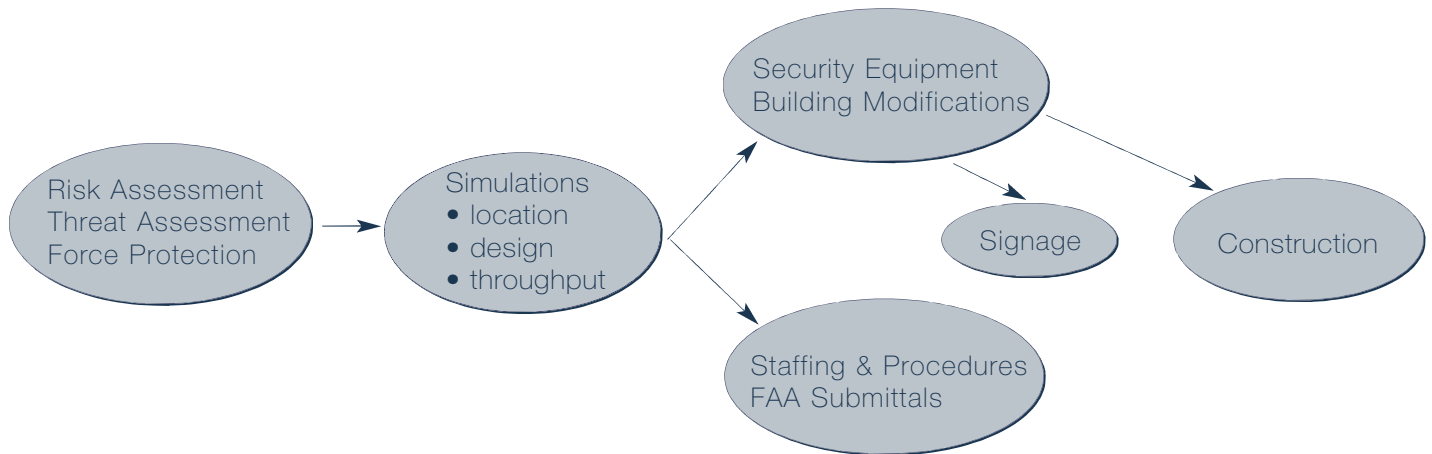 Risk Assessment
Threat Assessment
Force Protection
Simulations
• location
• design
• throughput
Security Equipment
Building Modifications
Staffing & Procedures
FAA Submittals
Signage
Construction